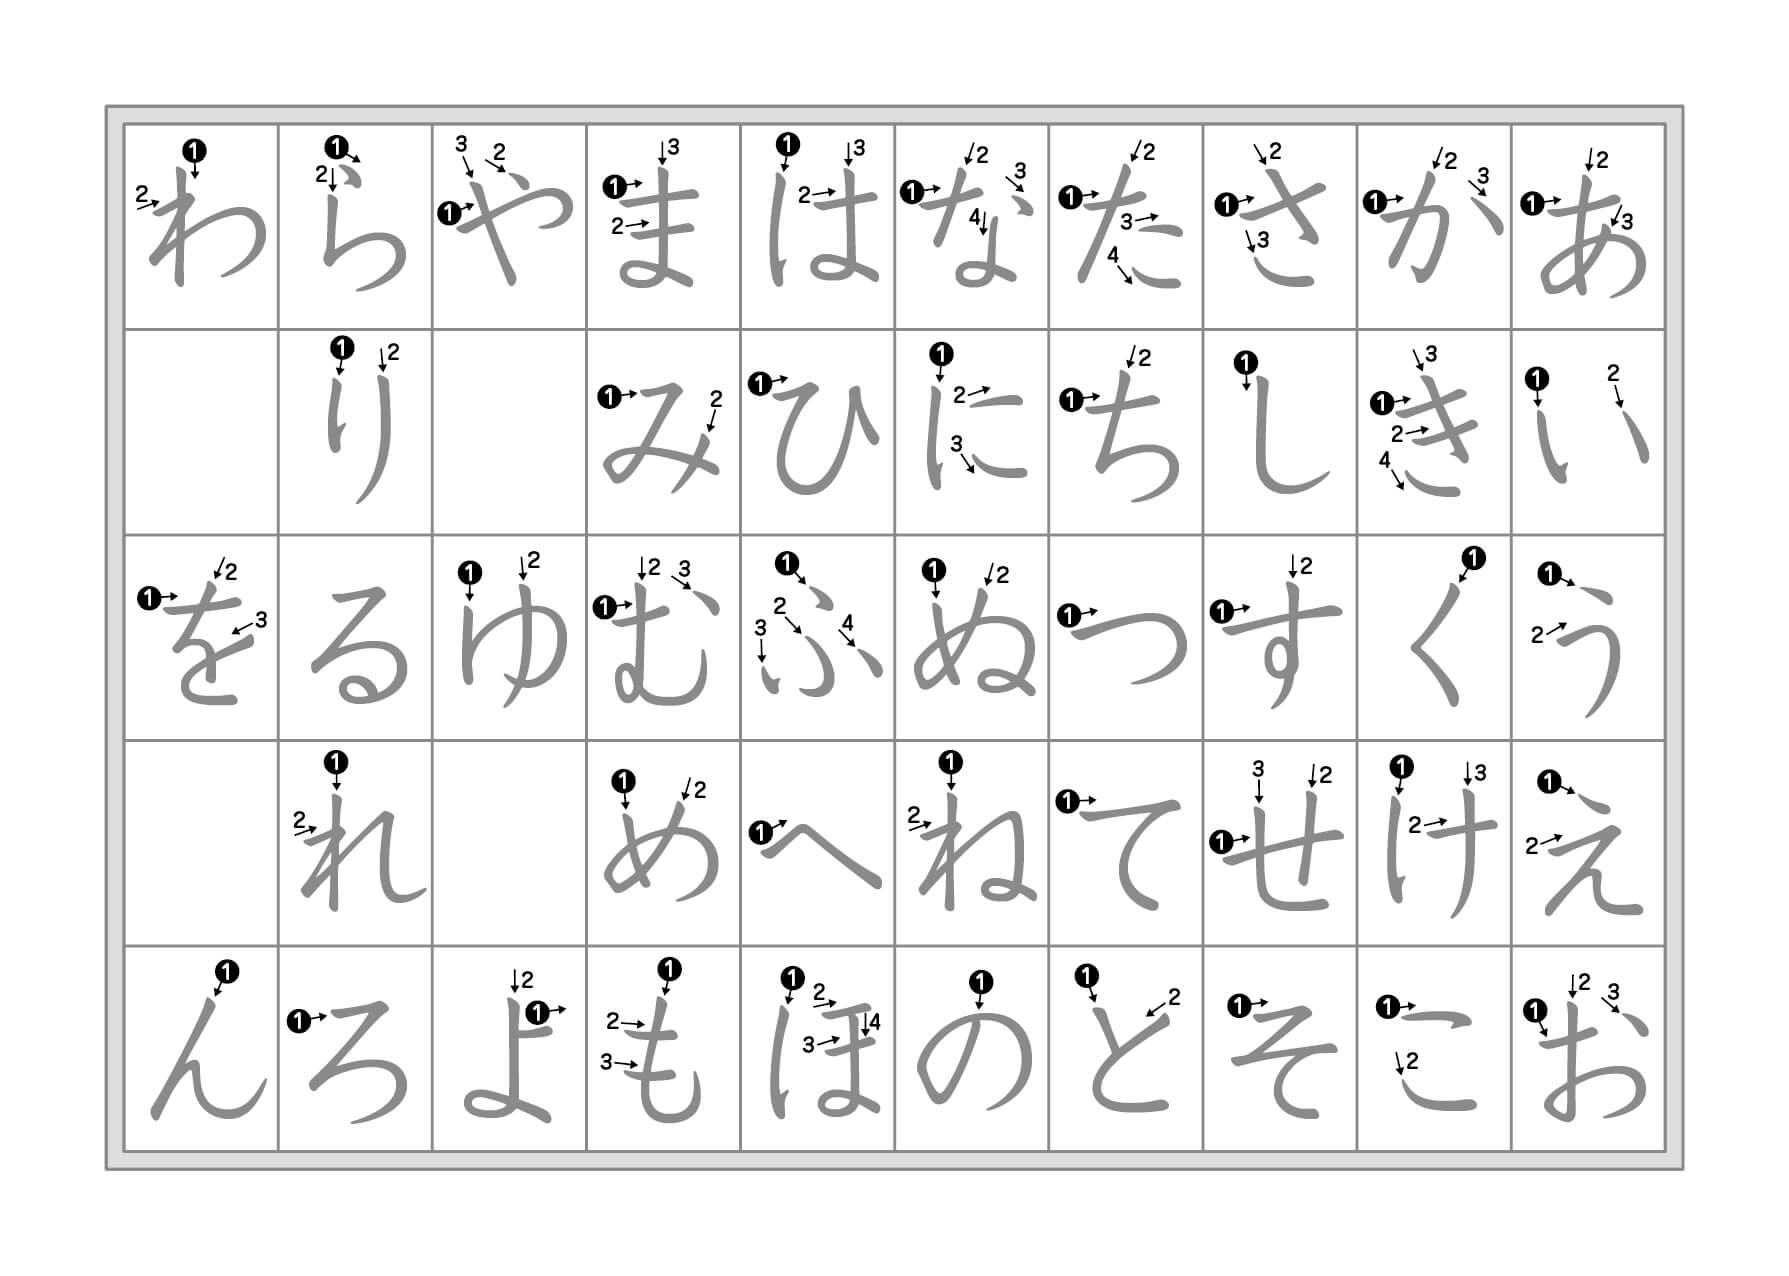 あいうえお
かきくけこ
さしすせそ
たちつてと
なにぬねの
はひふへほ
まみむめも
やゆよ
らりるれろ
わをん